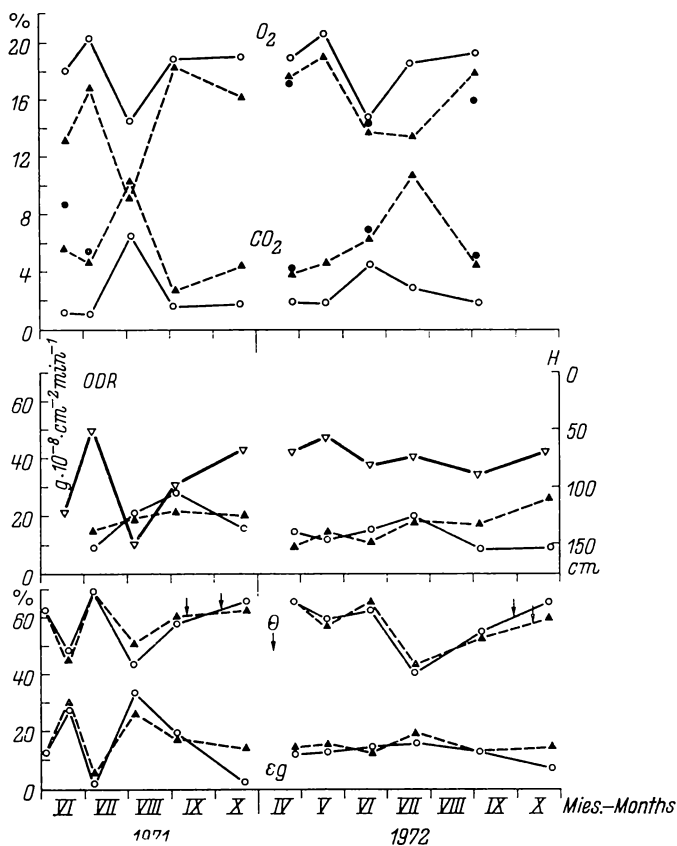 %
O₂
20
16
12
8
CO₂
4
0
g·10⁻⁸·cm⁻²min⁻¹
ODR
H
60
40
20
0
0
50
100
150
cm
%
60
40
20
0
Θ
εg
VI VII VIII IX X IV V VI VII VIII IX X Mies.–Months
1971 1972